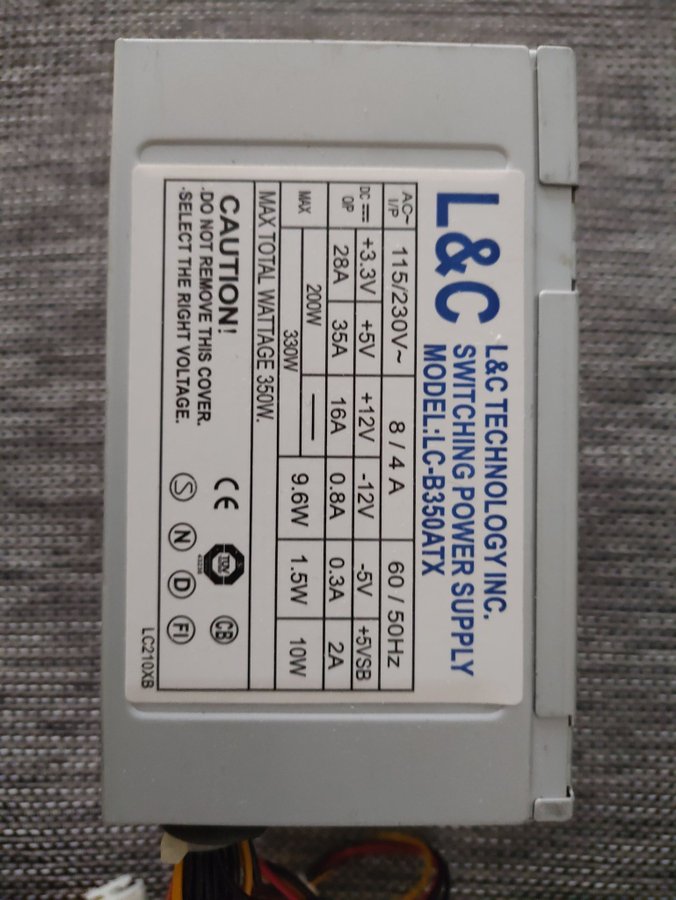 L&C
L&C TECHNOLOGY INC.
SWITCHING POWER SUPPLY
MODEL:LC-B350ATX
AC~ I/P 115/230V~ 8 / 4 A 60 / 50Hz
DC +3.3V +5V +12V -12V -5V +5VSB
O/P 28A 35A 16A 0.8A 0.3A 2A
MAX 200W 9.6W 1.5W 10W
330W
MAX TOTAL WATTAGE 350W.
CAUTION!
.DO NOT REMOVE THIS COVER.
.SELECT THE RIGHT VOLTAGE.
CE CB
S N D FI
LC210XB